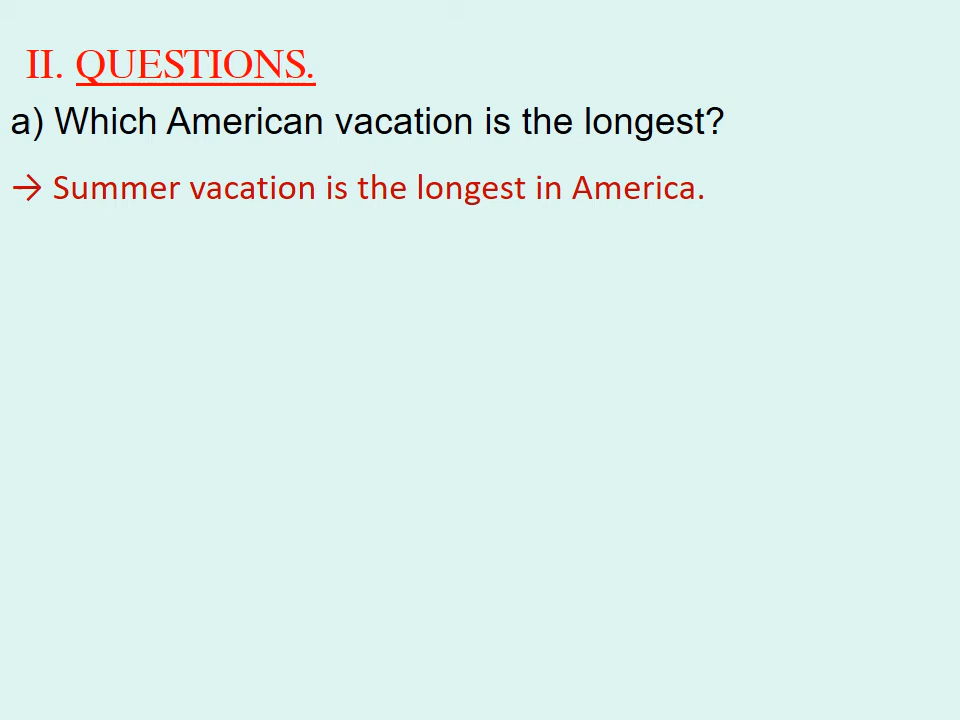 II. QUESTIONS.
a) Which American vacation is the longest?
→ Summer vacation is the longest in America.